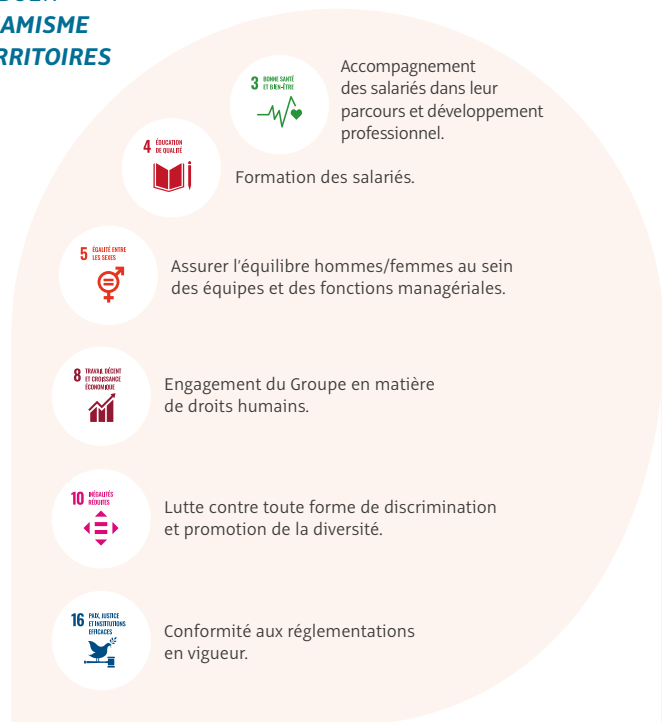 AMISME
RRITOIRES
3 BONNE SANTÉ
ET BIEN-ÊTRE
Accompagnement
des salariés dans leur
parcours et développement
professionnel.
4 ÉDUCATION
DE QUALITÉ
Formation des salariés.
5 ÉGALITÉ ENTRE
LES SEXES
Assurer l'équilibre hommes/femmes au sein
des équipes et des fonctions managériales.
8 TRAVAIL DÉCENT
ET CROISSANCE
ÉCONOMIQUE
Engagement du Groupe en matière
de droits humains.
10 INÉGALITÉS
RÉDUITES
Lutte contre toute forme de discrimination
et promotion de la diversité.
16 PAIX, JUSTICE
ET INSTITUTIONS
EFFICACES
Conformité aux réglementations
en vigueur.